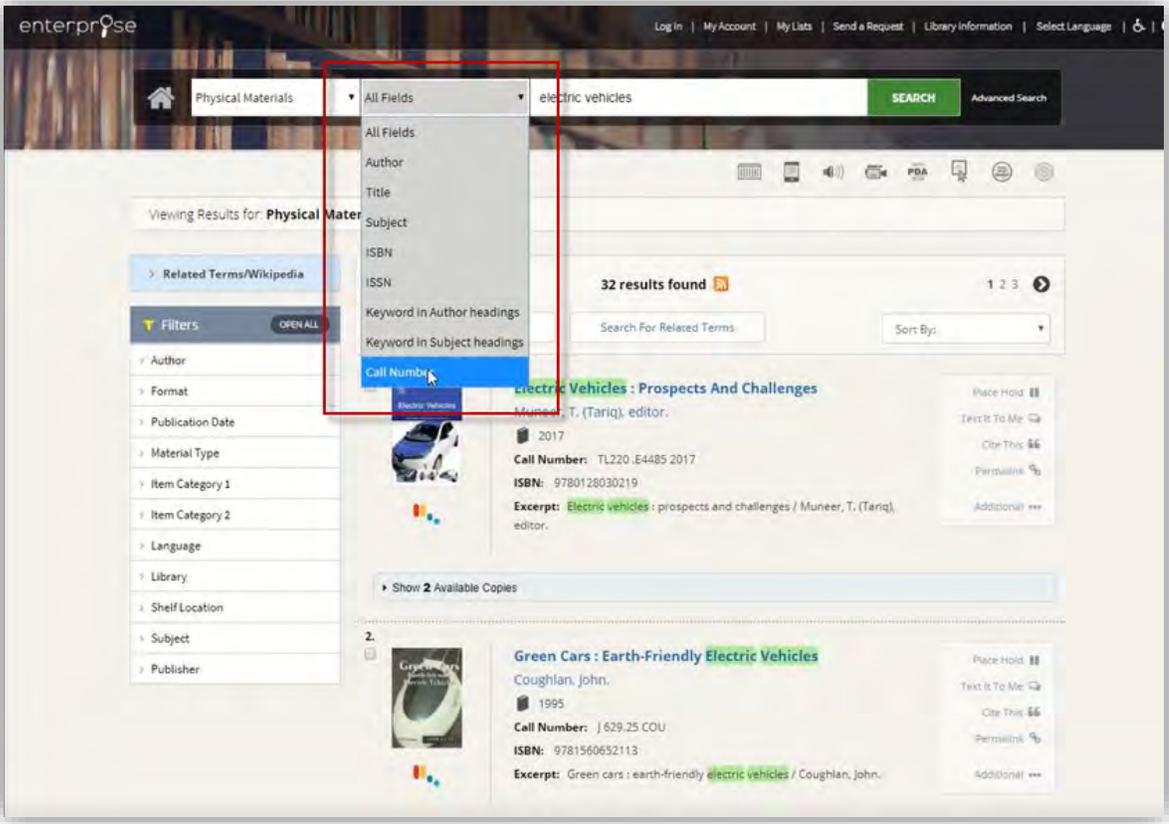 enterprise
Log In | My Account | My Lists | Send a Request | Library Information | Select Language |
Physical Materials
All Fields
electric vehicles
SEARCH
Advanced Search
All Fields
Author
Title
Subject
ISBN
ISSN
Keyword in Author headings
Keyword in Subject headings
Call Number
PDA
Viewing Results for: Physical Mater
Related Terms/Wikipedia
32 results found
1 2 3
Search For Related Terms
Sort By:
Filters
OPEN ALL
Author
Format
Publication Date
Material Type
Item Category 1
Item Category 2
Language
Library
Shelf Location
Subject
Publisher
Electric Vehicles
Electric Vehicles : Prospects And Challenges
Muneer, T. (Tariq), editor.
2017
Call Number: TL220 .E4485 2017
ISBN: 9780128030219
Excerpt: Electric vehicles : prospects and challenges / Muneer, T. (Tariq),
editor.
Place Hold
Text It To Me
Cite This
Permalink
Additional
Show 2 Available Copies
2.
Green Cars
Green Cars : Earth-Friendly Electric Vehicles
Coughlan, John.
1995
Call Number: J 629.25 COU
ISBN: 9781560652113
Excerpt: Green cars : earth-friendly electric vehicles / Coughlan, John.
Place Hold
Text It To Me
Cite This
Permalink
Additional